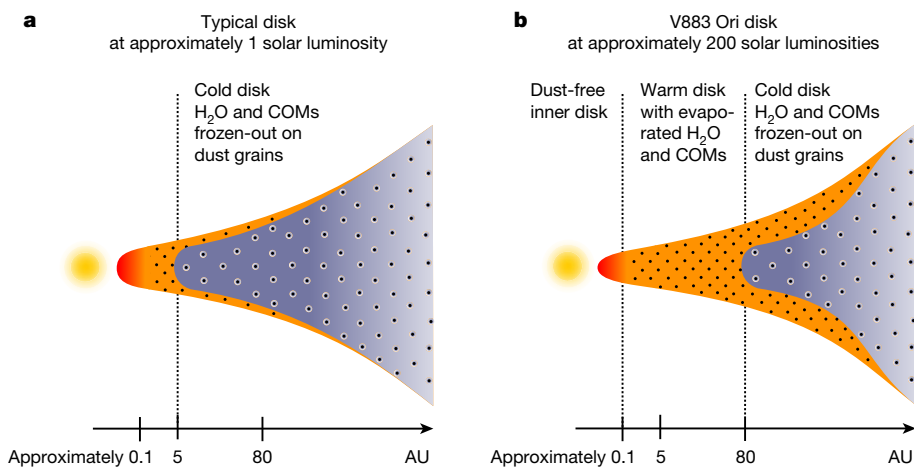 a
Typical disk
at approximately 1 solar luminosity
Cold disk
H₂O and COMs
frozen-out on
dust grains
Approximately 0.1 5 80 AU
b
V883 Ori disk
at approximately 200 solar luminosities
Dust-free
inner disk
Warm disk
with evapo-
rated H₂O
and COMs
Cold disk
H₂O and COMs
frozen-out on
dust grains
Approximately 0.1 5 80 AU